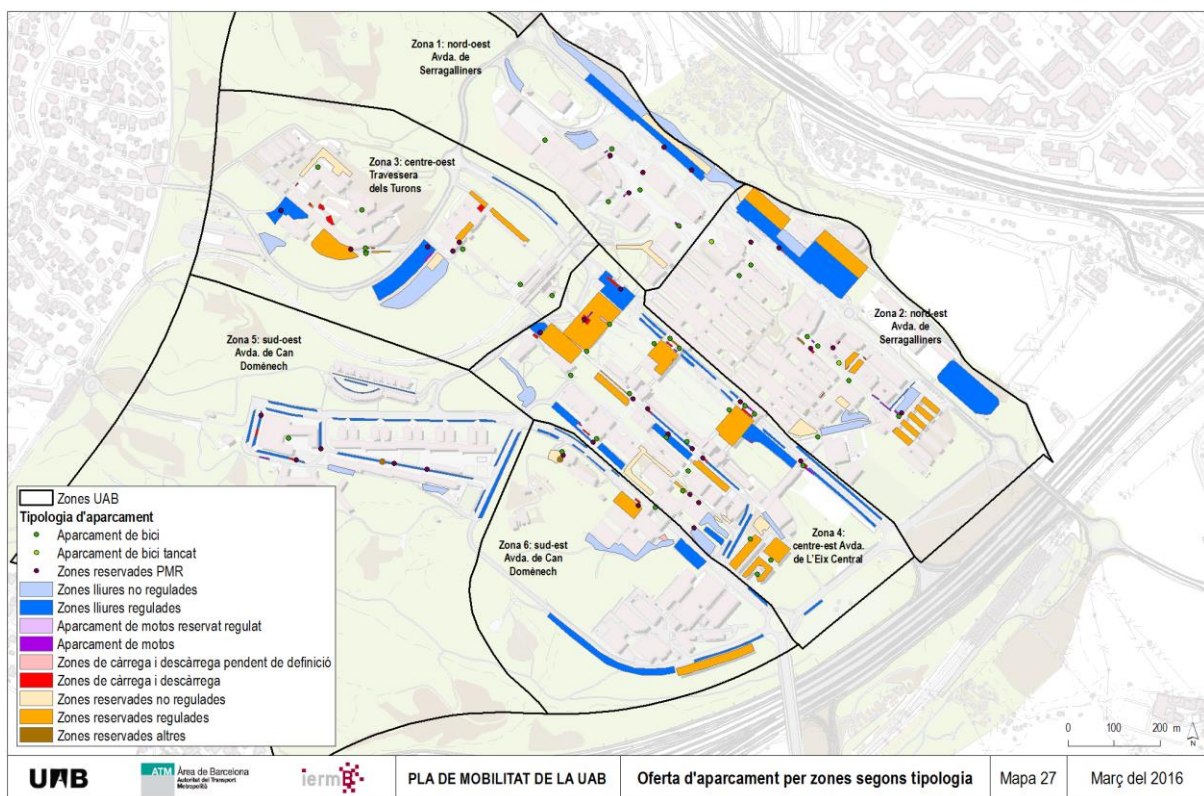 Zona 1: nord-oest
Avda. de
Serragalliners
Zona 3: centre-oest
Travessera
dels Turons
Zona 2: nord-est
Avda. de
Serragalliners
Zona 5: sud-oest
Avda. de Can
Domènech
Zona 4:
centre-est Avda.
de L'Eix Central
Zona 6: sud-est
Avda. de Can
Domènech
Zones UAB
Tipologia d'aparcament
Aparcament de bici
Aparcament de bici tancat
Zones reservades PMR
Zones lliures no regulades
Zones lliures regulades
Aparcament de motos reservat regulat
Aparcament de motos
Zones de càrrega i descàrrega pendent de definició
Zones de càrrega i descàrrega
Zones reservades no regulades
Zones reservades regulades
Zones reservades altres
0 100 200 m
N
UAB
ATM Àrea de Barcelona
Autoritat del Transport
Metropolità
iermB
PLA DE MOBILITAT DE LA UAB
Oferta d'aparcament per zones segons tipologia
Mapa 27
Març del 2016